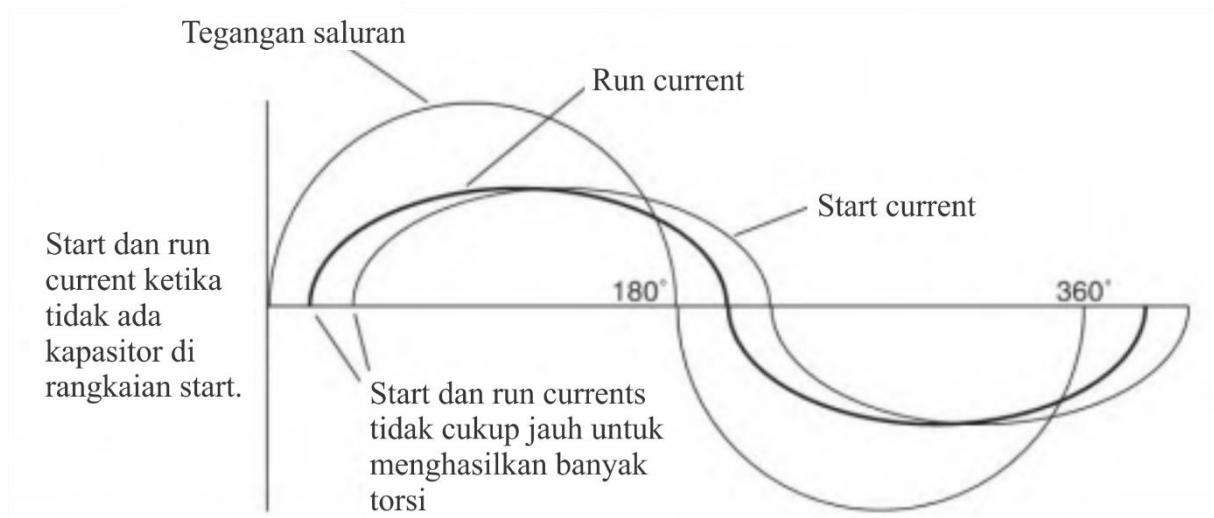 Tegangan saluran
Run current
Start current
Start dan run
current ketika
tidak ada
kapasitor di
rangkaian start.
180°
360°
Start dan run currents
tidak cukup jauh untuk
menghasilkan banyak
torsi